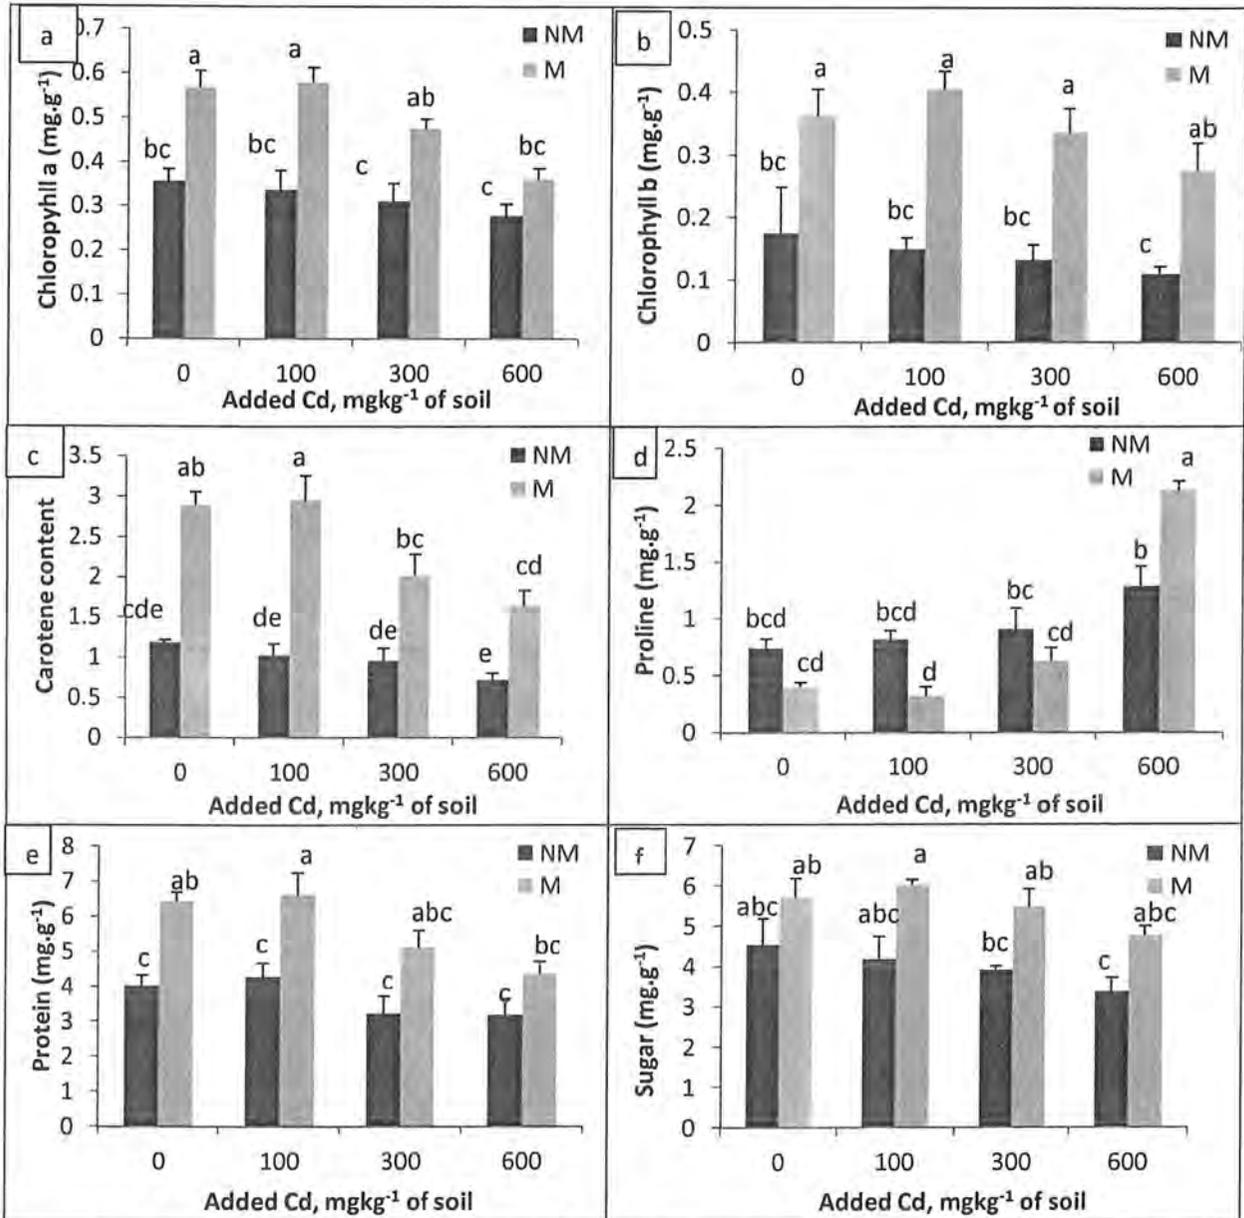 a
0.7
0.6
0.5
0.4
0.3
0.2
0.1
0
Chlorophyll a (mg.g⁻¹)
NM
M
bc
a
bc
a
c
ab
c
bc
0 100 300 600
Added Cd, mgkg⁻¹ of soil
b
0.5
0.4
0.3
0.2
0.1
0
Chlorophyll b (mg.g⁻¹)
NM
M
bc
a
bc
a
bc
a
c
ab
0 100 300 600
Added Cd, mgkg⁻¹ of soil
c
3.5
3
2.5
2
1.5
1
0.5
0
Carotene content
NM
M
cde
ab
de
a
de
bc
e
cd
0 100 300 600
Added Cd, mgkg⁻¹ of soil
d
2.5
2
1.5
1
0.5
0
Proline (mg.g⁻¹)
NM
M
bcd
cd
bcd
d
bc
cd
b
a
0 100 300 600
Added Cd, mgkg⁻¹ of soil
e
8
7
6
5
4
3
2
1
0
Protein (mg.g⁻¹)
NM
M
c
ab
c
a
c
abc
c
bc
0 100 300 600
Added Cd, mgkg⁻¹ of soil
f
7
6
5
4
3
2
1
0
Sugar (mg.g⁻¹)
NM
M
abc
ab
abc
a
bc
ab
c
abc
0 100 300 600
Added Cd, mgkg⁻¹ of soil